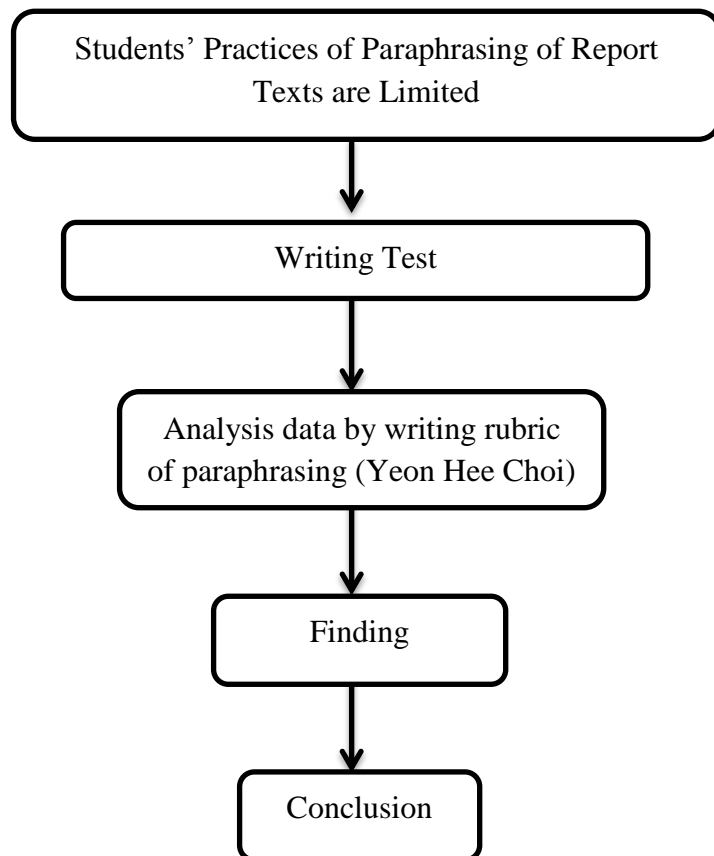 Students’ Practices of Paraphrasing of Report
Texts are Limited
Writing Test
Analysis data by writing rubric
of paraphrasing (Yeon Hee Choi)
Finding
Conclusion